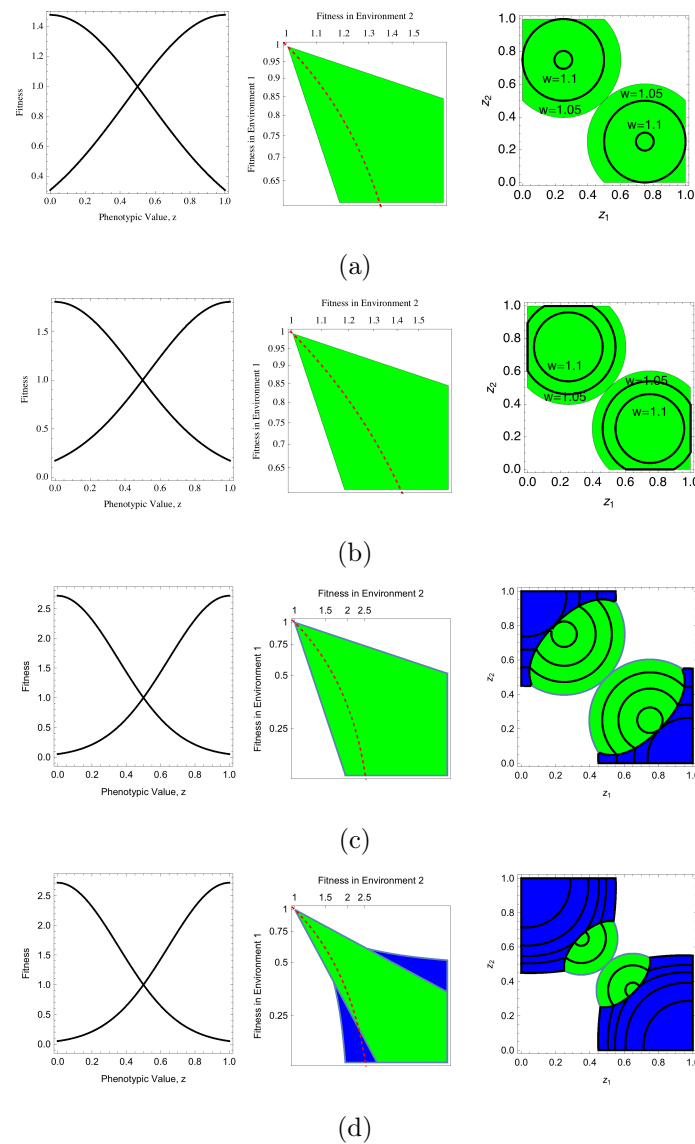 Fitness
1.4
1.2
1.0
0.8
0.6
0.4
0.0 0.2 0.4 0.6 0.8 1.0
Phenotypic Value, z
Fitness in Environment 2
1 1.1 1.2 1.3 1.4
Fitness in Environment 1
1
0.95
0.9
0.85
0.8
0.75
0.7
0.65
z2
1.0
0.8
0.6
0.4
0.2
0.0
w=1.1
w=1.05
w=1.05
w=1.1
0.0 0.2 0.4 0.6 0.8 1.0
z1
(a)
Fitness
1.5
1.0
0.5
0.0
0.0 0.2 0.4 0.6 0.8 1.0
Phenotypic Value, z
Fitness in Environment 2
1 1.1 1.2 1.3 1.4 1.5
Fitness in Environment 1
1
0.95
0.9
0.85
0.8
0.75
0.7
0.65
z2
1.0
0.8
0.6
0.4
0.2
0.0
w=1.1
w=1.05
w=1.05
w=1.1
0.0 0.2 0.4 0.6 0.8 1.0
z1
(b)
Fitness
2.5
2.0
1.5
1.0
0.5
0.0
0.0 0.2 0.4 0.6 0.8 1.0
Phenotypic Value, z
Fitness in Environment 2
1 1.5 2 2.5
Fitness in Environment 1
1
0.75
0.5
0.25
z2
1.0
0.8
0.6
0.4
0.2
0.0
0.0 0.2 0.4 0.6 0.8 1.0
z1
(c)
Fitness
2.5
2.0
1.5
1.0
0.5
0.0
0.0 0.2 0.4 0.6 0.8 1.0
Phenotypic Value, z
Fitness in Environment 2
1 1.5 2 2.5
Fitness in Environment 1
1
0.75
0.5
0.25
z2
1.0
0.8
0.6
0.4
0.2
0.0
0.0 0.2 0.4 0.6 0.8 1.0
z1
(d)